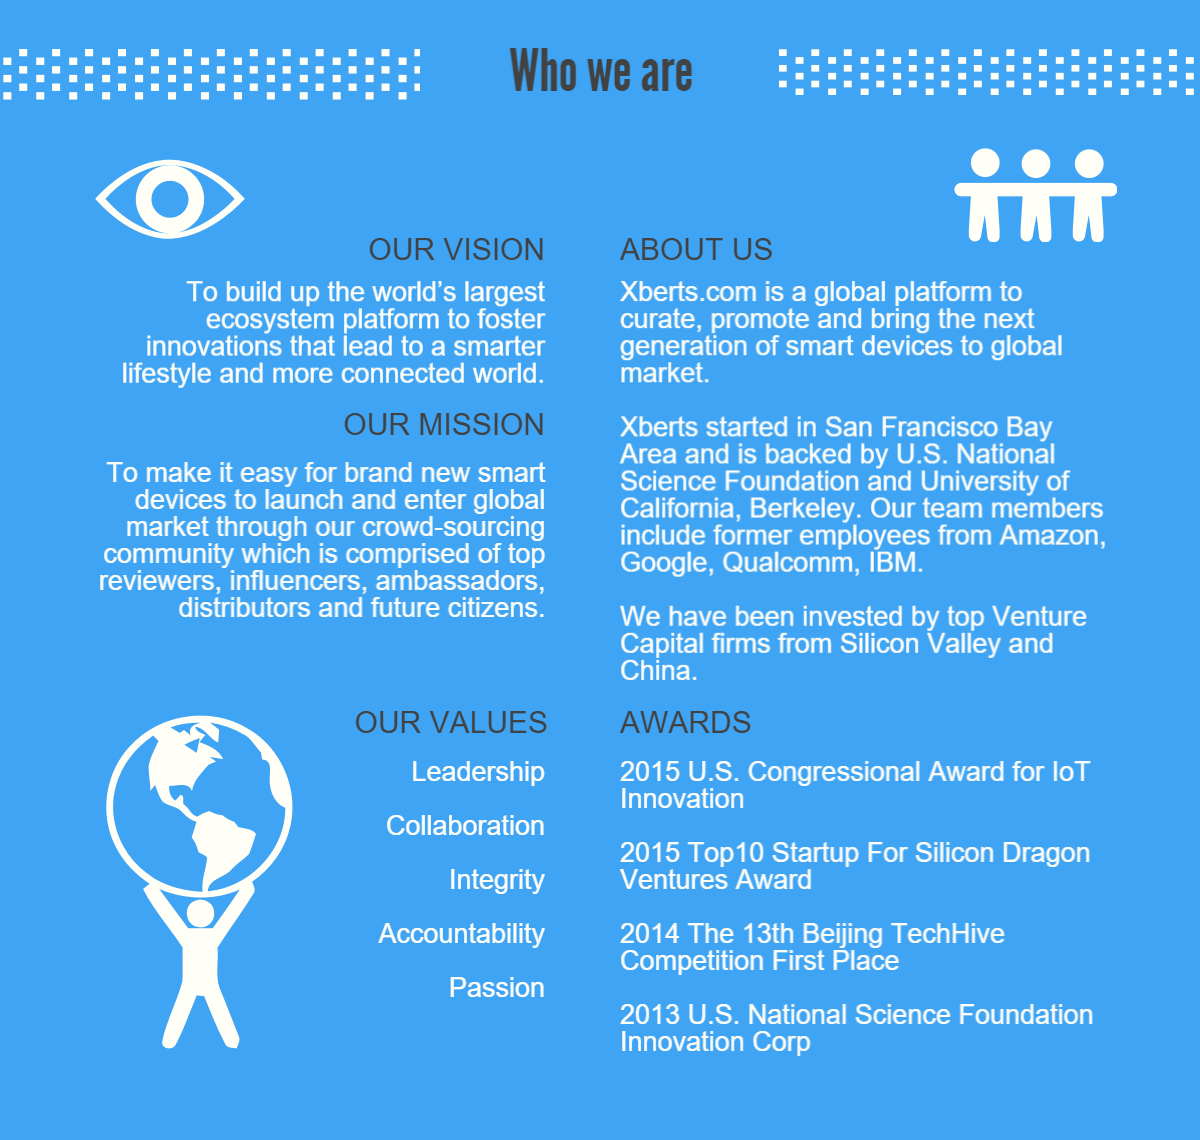 Who we are
OUR VISION
To build up the world’s largest
ecosystem platform to foster
innovations that lead to a smarter
lifestyle and more connected world.
OUR MISSION
To make it easy for brand new smart
devices to launch and enter global
market through our crowd-sourcing
community which is comprised of top
reviewers, influencers, ambassadors,
distributors and future citizens.
ABOUT US
Xberts.com is a global platform to
curate, promote and bring the next
generation of smart devices to global
market.
Xberts started in San Francisco Bay
Area and is backed by U.S. National
Science Foundation and University of
California, Berkeley. Our team members
include former employees from Amazon,
Google, Qualcomm, IBM.
We have been invested by top Venture
Capital firms from Silicon Valley and
China.
OUR VALUES
Leadership
Collaboration
Integrity
Accountability
Passion
AWARDS
2015 U.S. Congressional Award for IoT
Innovation
2015 Top10 Startup For Silicon Dragon
Ventures Award
2014 The 13th Beijing TechHive
Competition First Place
2013 U.S. National Science Foundation
Innovation Corp